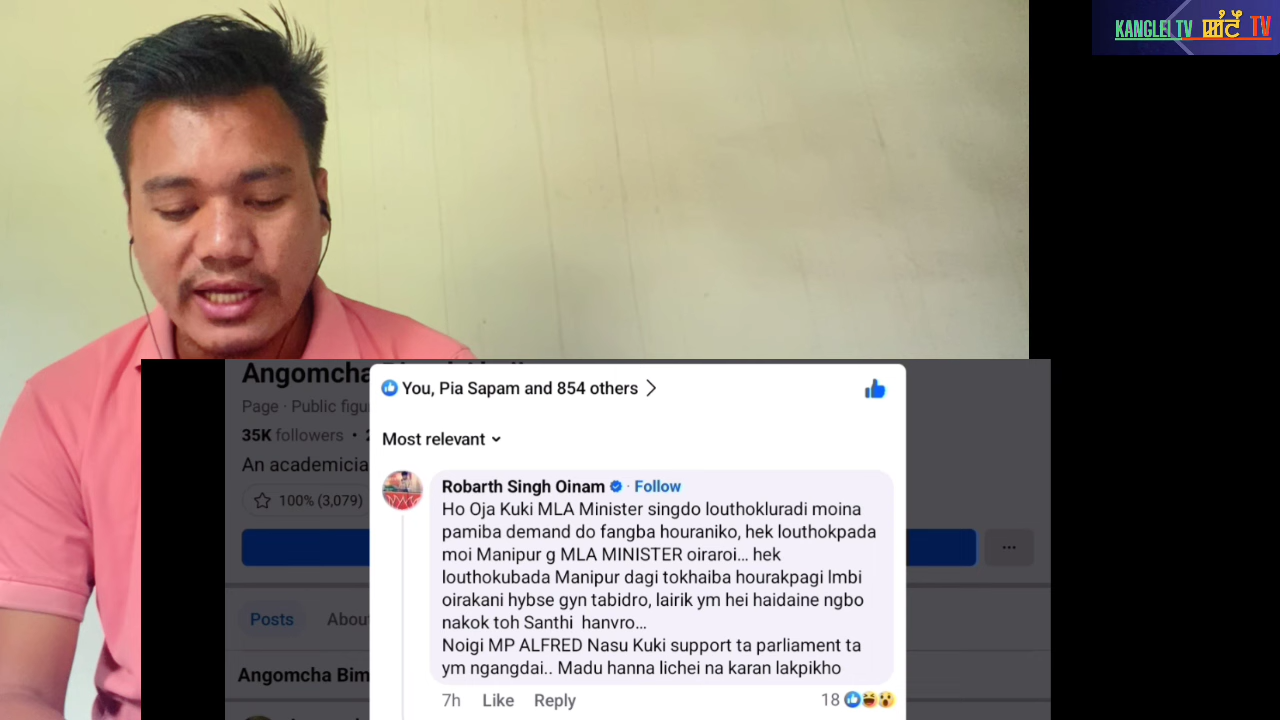 KANGLEI TV
TV
Angomcha
Page · Public figu
You, Pia Sapam and 854 others
35K followers •
Most relevant
An academicia
100% (3,079)
Robarth Singh Oinam · Follow
Ho Oja Kuki MLA Minister singdo louthokluradi moina
pamiba demand do fangba houraniko, hek louthokpada
moi Manipur g MLA MINISTER oiraroi... hek
louthokubada Manipur dagi tokhaiba hourakpagi lmbi
oirakani hybse gyn tabidro, lairik ym hei haidaine ngbo
nakok toh Santhi hanvro...
Noigi MP ALFRED Nasu Kuki support ta parliament ta
ym ngangdai.. Madu hanna lichei na karan lakpikho
Posts
Abou
Angomcha Bim
7h Like Reply 18